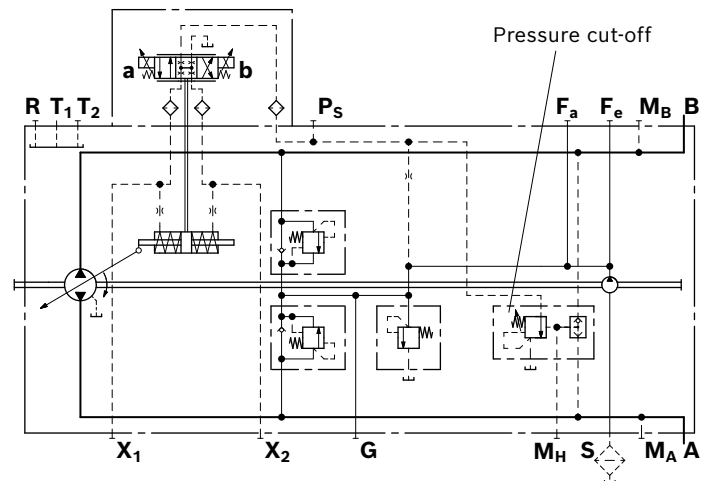 Pressure cut-off
a b
R T1 T2 PS Fa Fe MB B
X1 X2 G MH S MA A